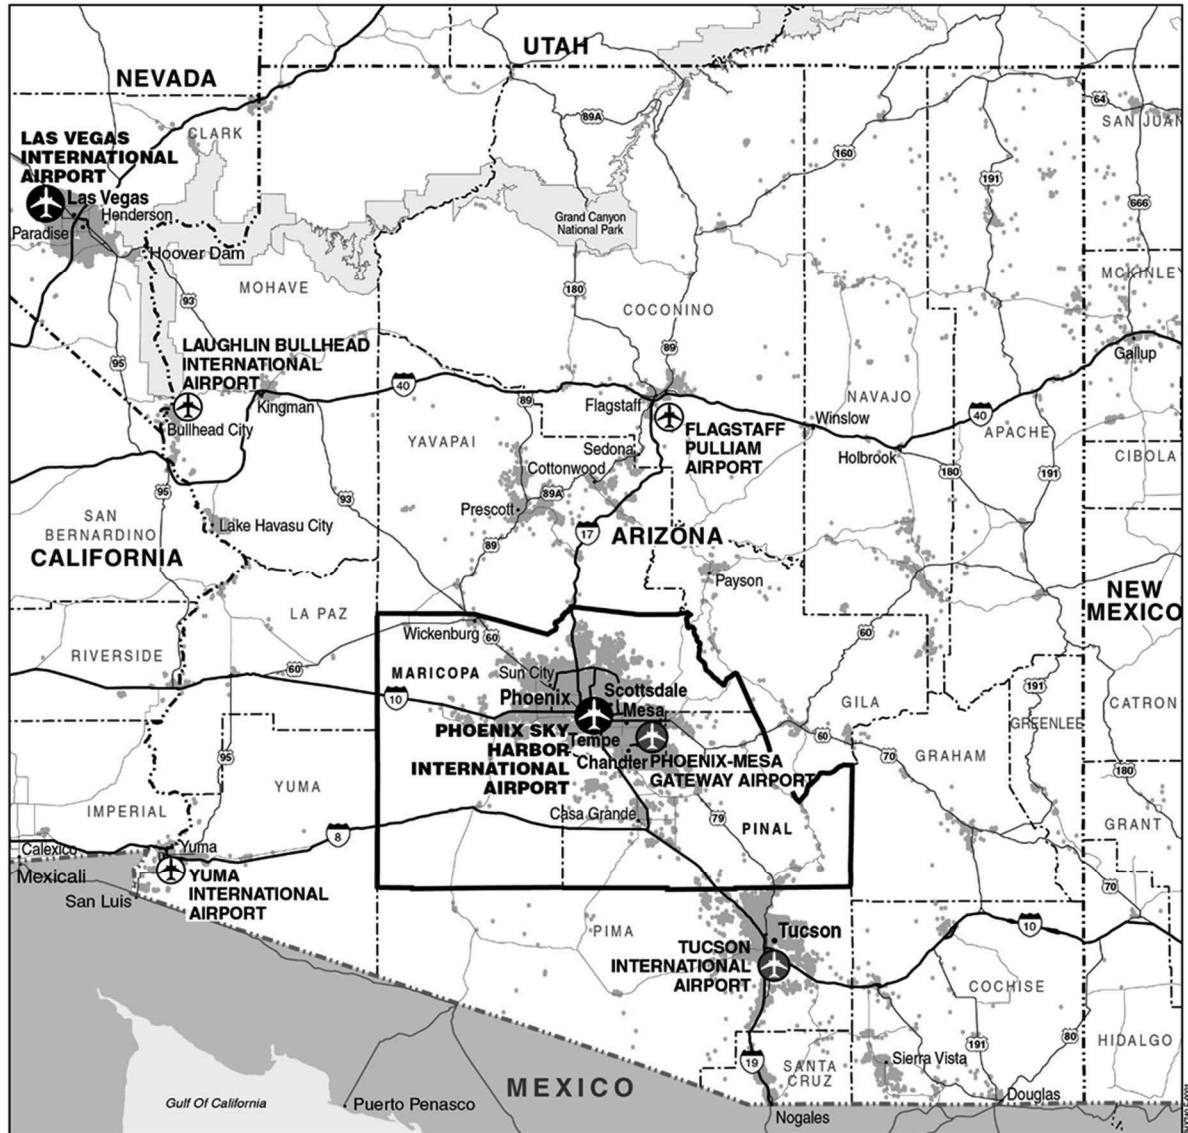 UTAH
NEVADA
64
SAN JUAN
89A
CLARK
LAS VEGAS
INTERNATIONAL
AIRPORT
160
191
Las Vegas
666
Henderson
Grand Canyon
National Park
Paradise
Hoover Dam
MCKINLEY
MOHAVE
180
93
COCONINO
LAUGHLIN BULLHEAD
INTERNATIONAL
AIRPORT
89
Gallup
95
40
Kingman
89
Flagstaff
NAVAJO
Winslow
40
Bullhead City
FLAGSTAFF
PULLIAM
AIRPORT
APACHE
YAVAPAI
Sedona
Holbrook
CIBOLA
Cottonwood
180
191
95
93
89A
Prescott
SAN
BERNARDINO
Lake Havasu City
17
ARIZONA
CALIFORNIA
89
Payson
NEW
MEXICO
LA PAZ
Wickenburg
60
60
RIVERSIDE
60
MARICOPA
Sun City
191
10
Phoenix
Scottsdale
Mesa
GILA
CATRON
GREENLEE
PHOENIX SKY
HARBOR
INTERNATIONAL
AIRPORT
Tempe
60
95
Chandler
PHOENIX-MESA
GATEWAY AIRPORT
70
GRAHAM
180
YUMA
IMPERIAL
Casa Grande
79
PINAL
GRANT
8
Calexico
Yuma
Mexicali
YUMA
INTERNATIONAL
AIRPORT
70
San Luis
PIMA
Tucson
10
TUCSON
INTERNATIONAL
AIRPORT
COCHISE
80
191
HIDALGO
19
SANTA
CRUZ
Sierra Vista
MEXICO
Douglas
Gulf Of California
Puerto Penasco
Nogales